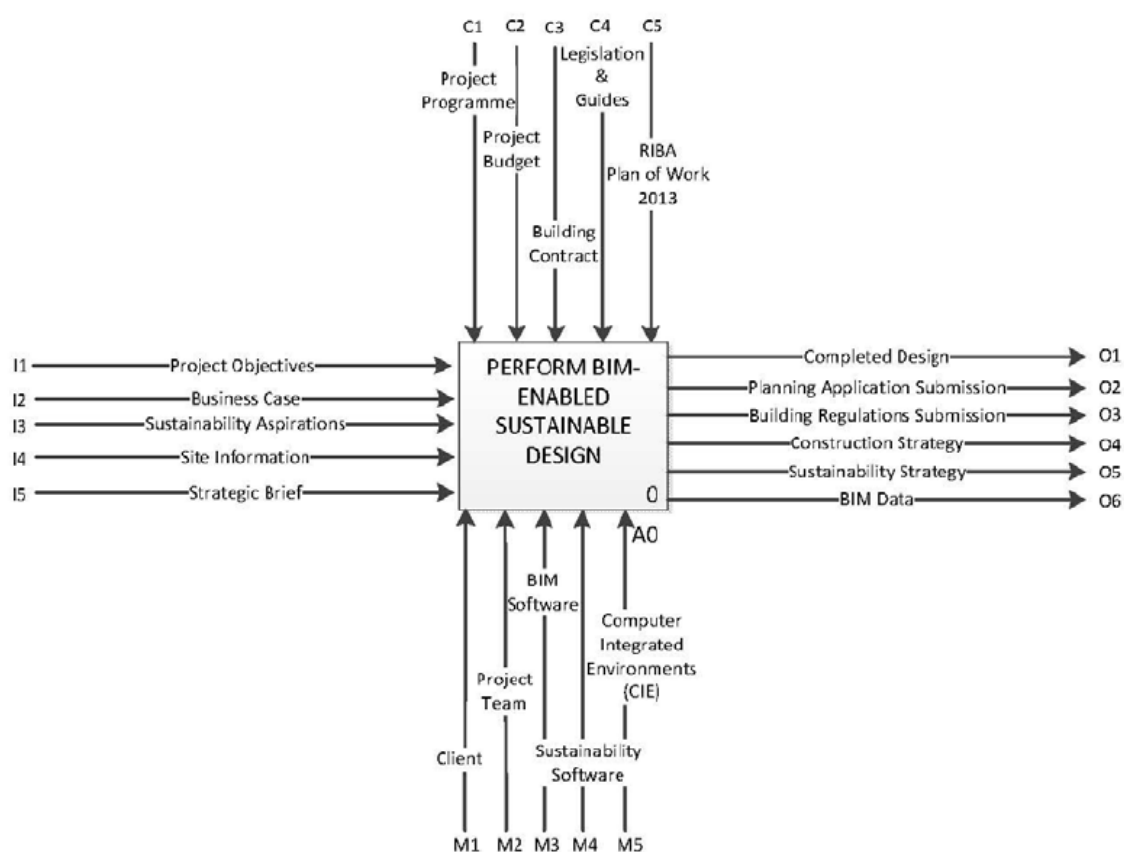 C1 C2 C3 C4 C5
Project
Programme
Project
Budget
Building
Contract
Legislation
&
Guides
RIBA
Plan of Work
2013
I1 Project Objectives
I2 Business Case
I3 Sustainability Aspirations
I4 Site Information
I5 Strategic Brief
PERFORM BIM-
ENABLED
SUSTAINABLE
DESIGN
0
A0
Completed Design O1
Planning Application Submission O2
Building Regulations Submission O3
Construction Strategy O4
Sustainability Strategy O5
BIM Data O6
Client
Project
Team
BIM
Software
Sustainability
Software
Computer
Integrated
Environments
(CIE)
M1 M2 M3 M4 M5